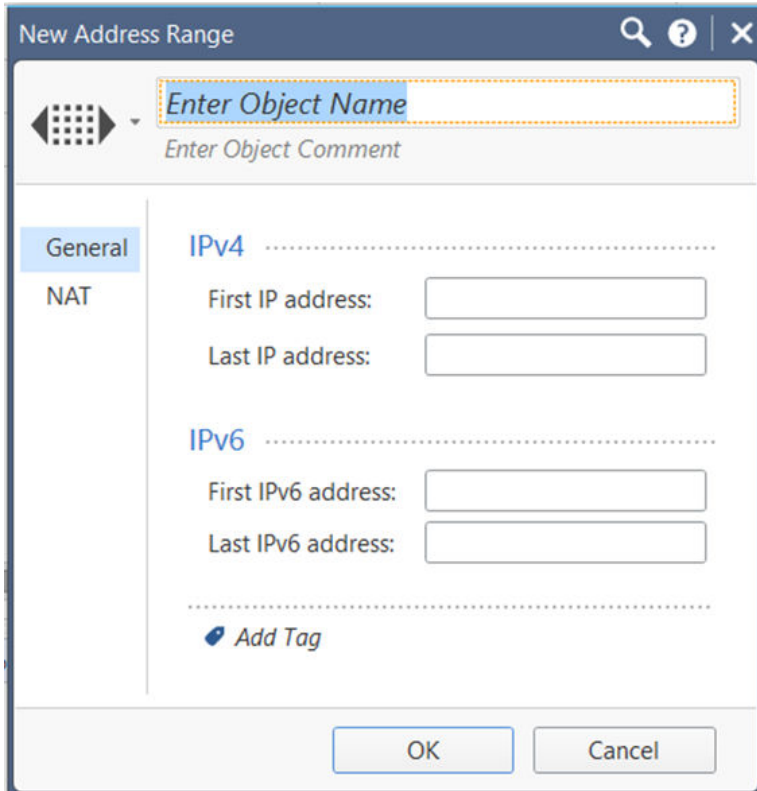 New Address Range
Enter Object Name
Enter Object Comment
General
NAT
IPv4
First IP address:
Last IP address:
IPv6
First IPv6 address:
Last IPv6 address:
Add Tag
OK Cancel